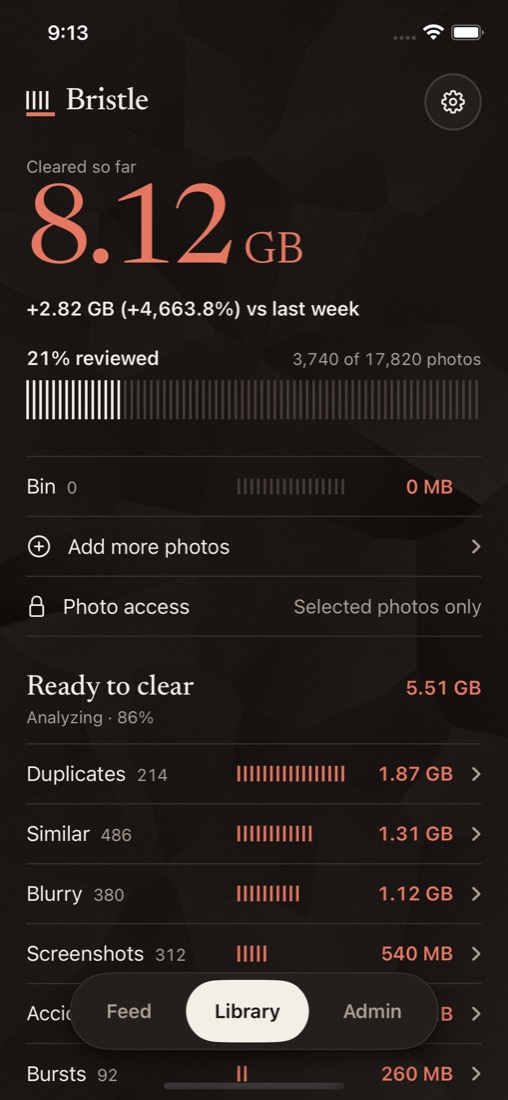 9:13
Bristle
Cleared so far
8.12 GB
+2.82 GB (+4,663.8%) vs last week
21% reviewed 3,740 of 17,820 photos
Bin 0 0 MB
Add more photos
Photo access Selected photos only
Ready to clear 5.51 GB
Analyzing · 86%
Duplicates 214 1.87 GB
Similar 486 1.31 GB
Blurry 380 1.12 GB
Screenshots 312 540 MB
Feed Library Admin
Bursts 92 260 MB